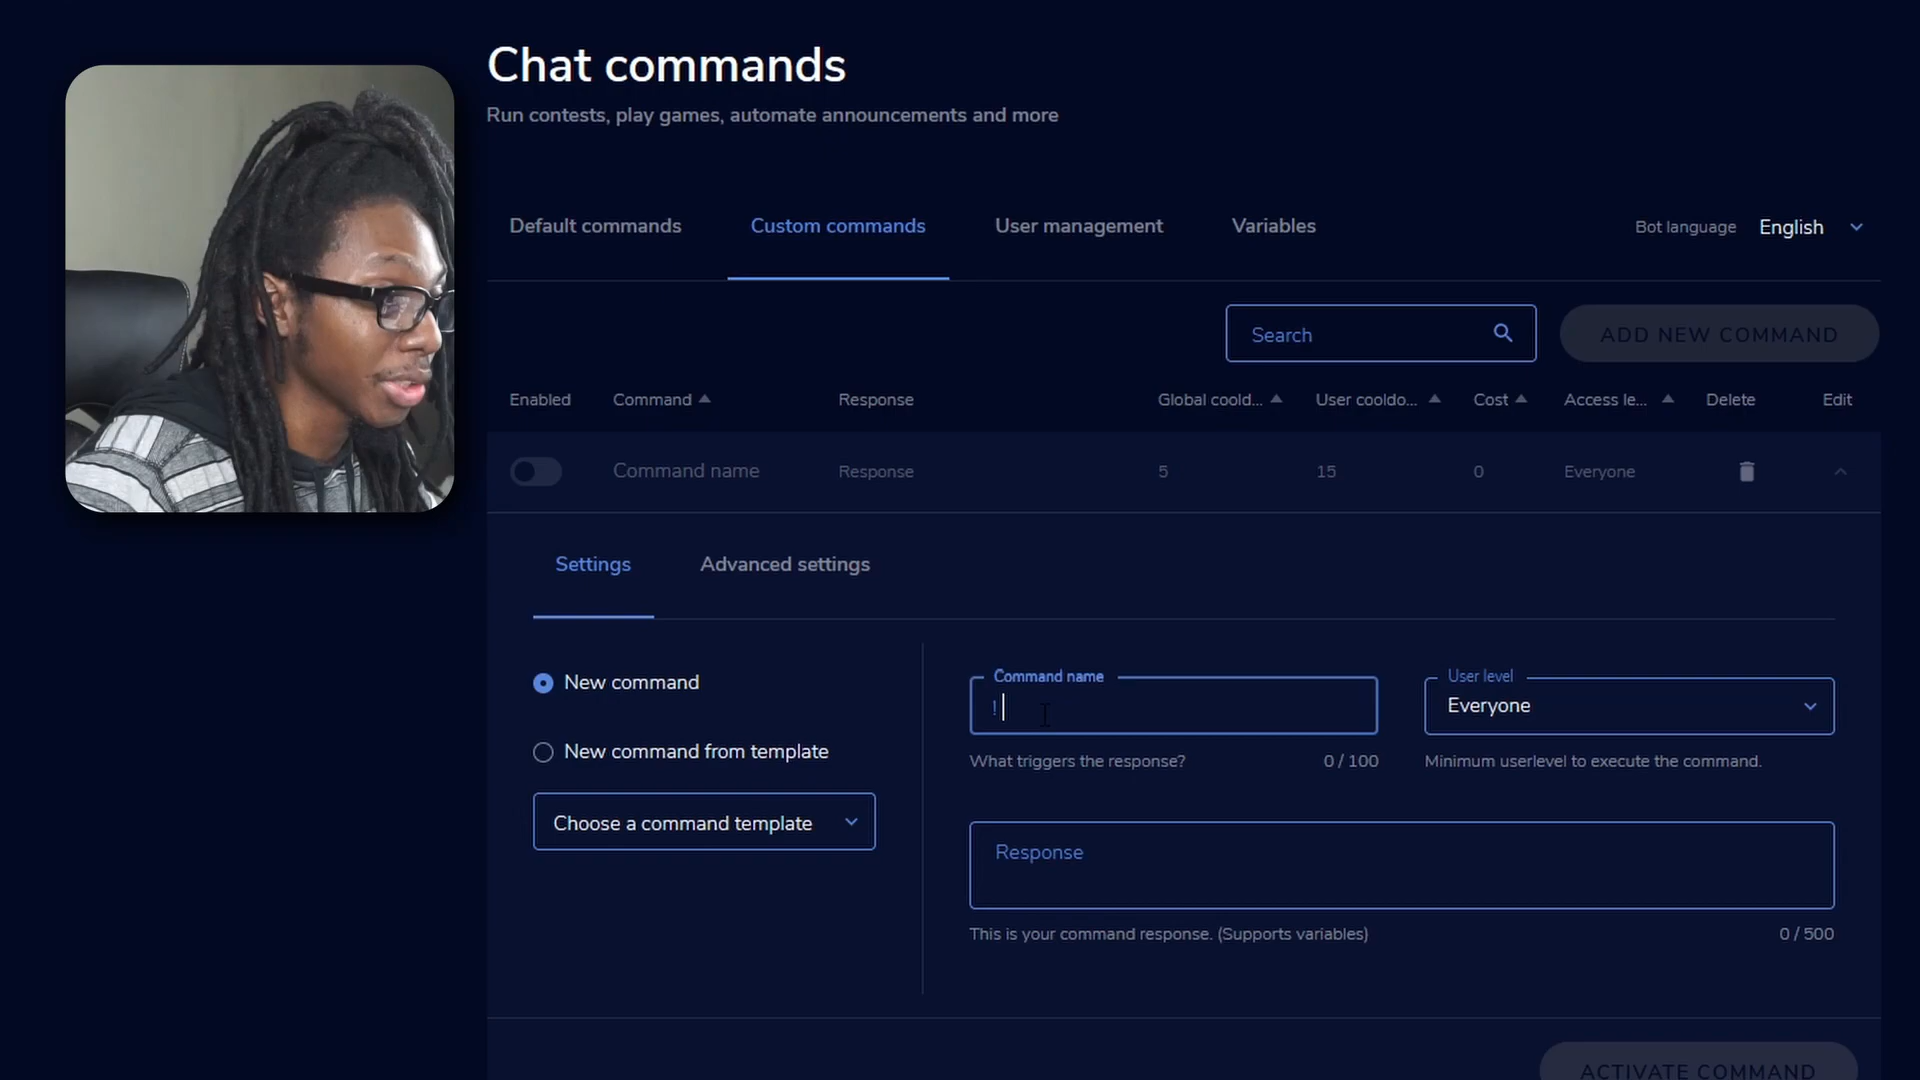 Chat commands
Run contests, play games, automate announcements and more
Default commands Custom commands User management Variables Bot language English
Search ADD NEW COMMAND
Enabled Command Response Global coold... User cooldo... Cost Access le... Delete Edit
Command name Response 5 15 0 Everyone
Settings Advanced settings
New command
New command from template
Choose a command template
Command name
!
What triggers the response? 0 / 100
User level
Everyone
Minimum userlevel to execute the command.
Response
This is your command response. (Supports variables) 0 / 500
ACTIVATE COMMAND